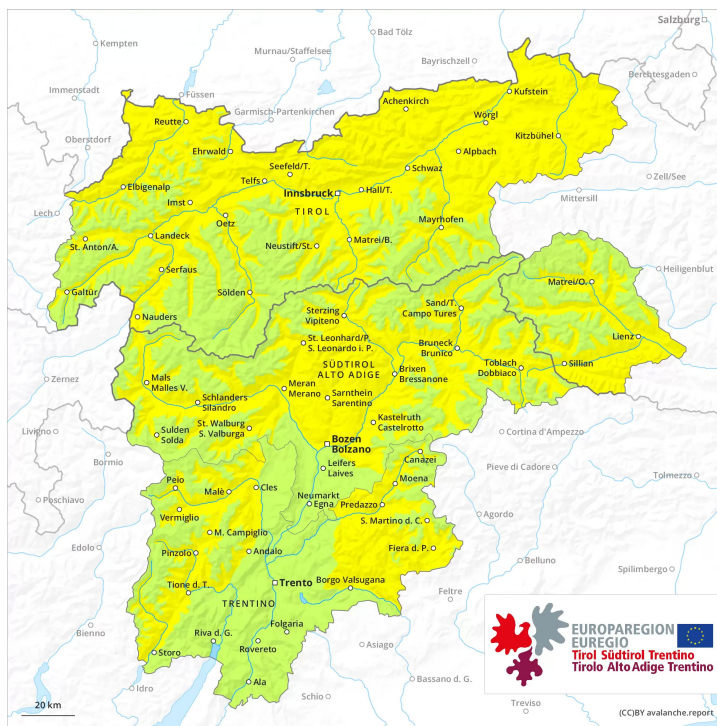 Salzburg
Kempten
Bad Tölz
Murnau/Staffelsee
Bayrischzell
Berchtesgaden
Immenstadt
Füssen
Garmisch-Partenkirchen
Achenkirch
Kufstein
Reutte
Wörgl
Oberstdorf
Kitzbühel
Ehrwald
Alpbach
Seefeld/T.
Schwaz
Zell/See
Telfs
Elbigenalp
Innsbruck
Hall/T.
Mittersill
Imst
Lech
TIROL
Oetz
Mayrhofen
Landeck
St. Anton/A.
Neustift/St.
Matrei/B.
Serfaus
Heiligenblut
Galtür
Sölden
Matrei/O.
Nauders
Sand/T.
Campo Tures
Sterzing
Vipiteno
St. Leonhard/P.
S. Leonardo i. P.
Lienz
Bruneck
Brunico
SÜDTIROL
ALTO ADIGE
Toblach
Dobbiaco
Sillian
Zernez
Mals
Malles V.
Meran
Merano
Brixen
Bressanone
Schlanders
Silandro
Sarnthein
Sarentino
St. Walburg
S. Valburga
Kastelruth
Castelrotto
Livigno
Sulden
Solda
Bozen
Bolzano
Cortina d'Ampezzo
Bormio
Canazei
Leifers
Laives
Pieve di Cadore
Tolmezzo
Peio
Moena
Poschiavo
Malè
Cles
Neumarkt
Egna
Predazzo
Vermiglio
Agordo
S. Martino d. C.
M. Campiglio
Edolo
Pinzolo
Andalo
Fiera d. P.
Belluno
Spilimbergo
Trento
Borgo Valsugana
Tione d. T.
Feltre
TRENTINO
Folgaria
Bienno
Riva d. G.
Rovereto
Asiago
Storo
Bassano d. G.
Idro
Ala
Schio
Treviso
EUROPAREGION
EUREGIO
Tirol Südtirol Trentino
Tirolo Alto Adige Trentino
20 km
(CC)BY avalanche.report